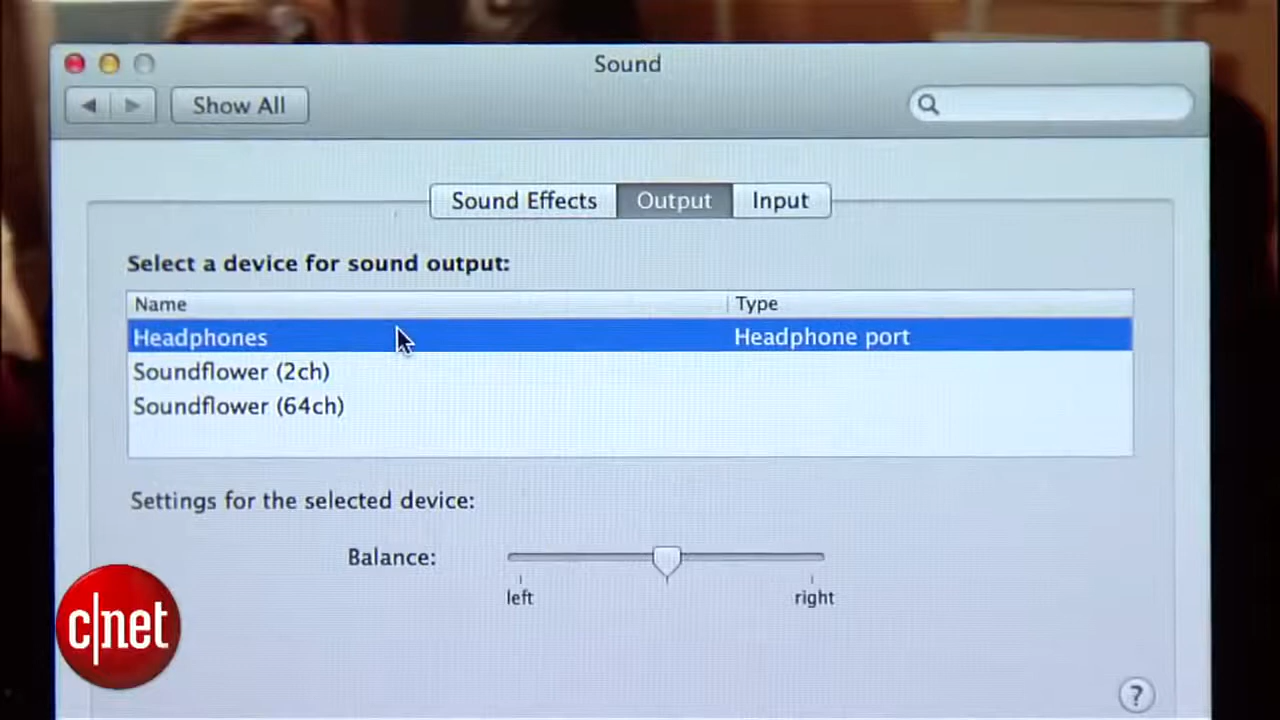 Sound
Show All
Sound Effects Output Input
Select a device for sound output:
Name Type
Headphones Headphone port
Soundflower (2ch)
Soundflower (64ch)
Settings for the selected device:
Balance:
left right
c|net
?